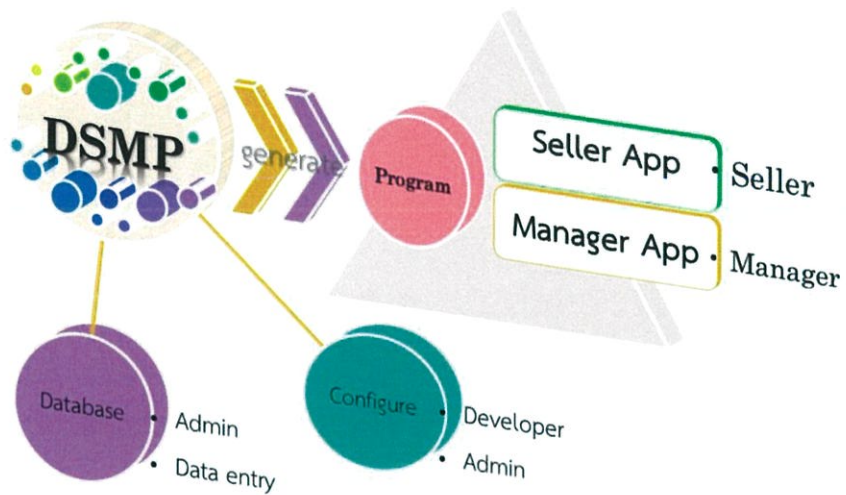 DSMP
generate
Program
Seller App
• Seller
Manager App
• Manager
Database
• Admin
• Data entry
Configure
• Developer
• Admin